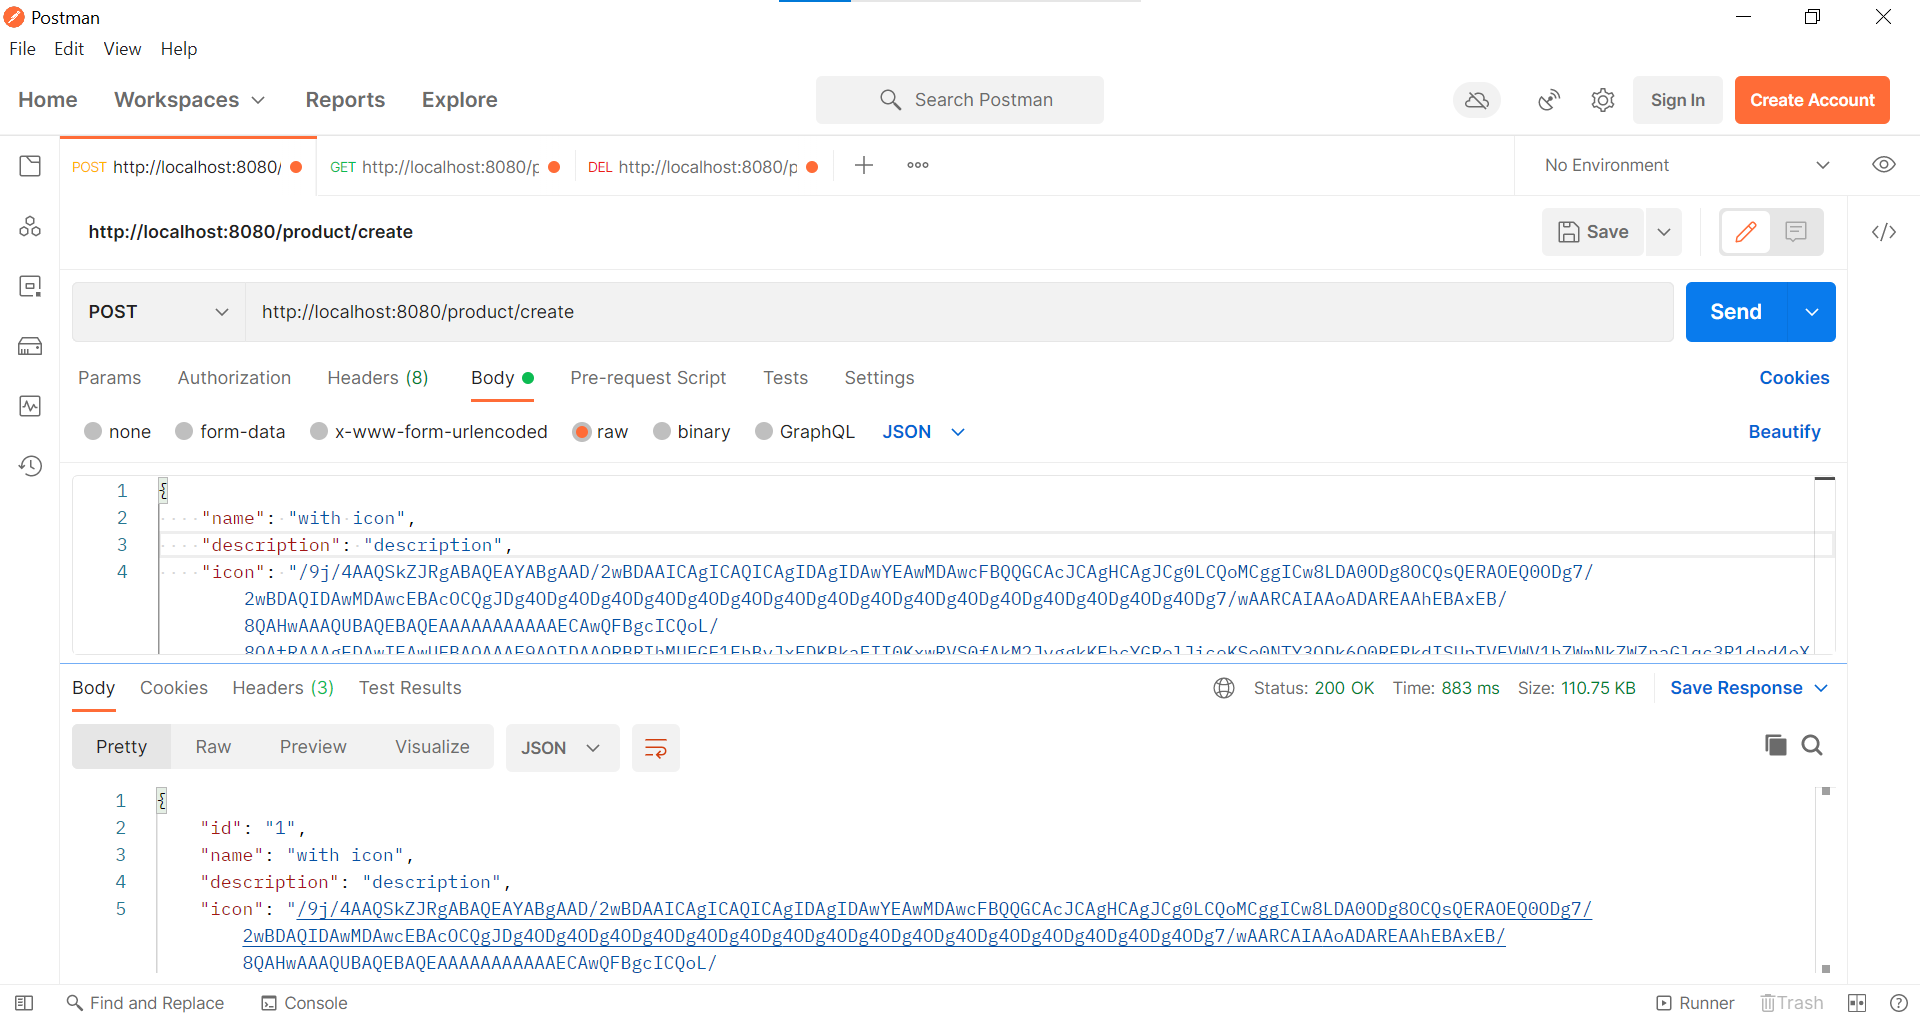 Postman
File Edit View Help
Home Workspaces Reports Explore Search Postman Sign In Create Account
POST http://localhost:8080/ GET http://localhost:8080/p DEL http://localhost:8080/p No Environment
http://localhost:8080/product/create Save
POST http://localhost:8080/product/create Send
Params Authorization Headers (8) Body Pre-request Script Tests Settings Cookies
none form-data x-www-form-urlencoded raw binary GraphQL JSON Beautify
1 {
2 "name": "with icon",
3 "description": "description",
4 "icon": "/9j/4AAQSkZJRgABAQEAYABgAAD/2wBDAAICAgICAQICAgIDAgIDAwYEAwMDAwcFBQQGCAcJCAgHCAgJCg0LCQoMCggICw8LDA0ODg8OCQsQERAOEQ0ODg7/
2wBDAQIDAwMDAwcEBAcOCQgJDg4ODg4ODg4ODg4ODg4ODg4ODg4ODg4ODg4ODg4ODg4ODg4ODg4ODg4ODg4ODg4ODg7/wAARCAIAAoADAREAAhEBAxEB/
8QAHwAAAQUBAQEBAQEAAAAAAAAAAAECAwQFBgcICQoL/
Body Cookies Headers (3) Test Results Status: 200 OK Time: 883 ms Size: 110.75 KB Save Response
Pretty Raw Preview Visualize JSON
1 {
2 "id": "1",
3 "name": "with icon",
4 "description": "description",
5 "icon": "/9j/4AAQSkZJRgABAQEAYABgAAD/2wBDAAICAgICAQICAgIDAgIDAwYEAwMDAwcFBQQGCAcJCAgHCAgJCg0LCQoMCggICw8LDA0ODg8OCQsQERAOEQ0ODg7/
2wBDAQIDAwMDAwcEBAcOCQgJDg4ODg4ODg4ODg4ODg4ODg4ODg4ODg4ODg4ODg4ODg4ODg4ODg4ODg4ODg4ODg4ODg7/wAARCAIAAoADAREAAhEBAxEB/
8QAHwAAAQUBAQEBAQEAAAAAAAAAAAECAwQFBgcICQoL/
Find and Replace Console Runner Trash